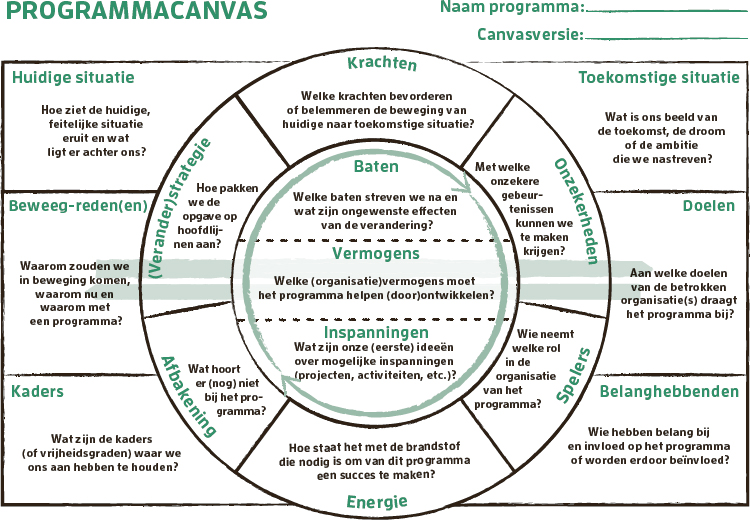 PROGRAMMACANVAS
Naam programma:
Canvasversie:
Huidige situatie
Hoe ziet de huidige,
feitelijke situatie
eruit en wat
ligt er achter ons?
Krachten
Welke krachten bevorderen
of belemmeren de beweging van
huidige naar toekomstige situatie?
Toekomstige situatie
Wat is ons beeld van
de toekomst, de droom
of de ambitie
die we nastreven?
(Verander)strategie
Hoe pakken
we de
opgave op
hoofdlij-
nen aan?
Baten
Welke baten streven we na en
wat zijn ongewenste effecten
van de verandering?
Onzekerheden
Met welke
onzekere
gebeur-
tenissen
kunnen we
te maken
krijgen?
Beweeg-reden(en)
Waarom zouden we
in beweging komen,
waarom nu en
waarom met
een programma?
Vermogens
Welke (organisatie)vermogens moet
het programma helpen (door)ontwikkelen?
Doelen
Aan welke doelen
van de betrokken
organisatie(s) draagt
het programma bij?
Inspanningen
Wat zijn onze (eerste) ideeën
over mogelijke inspanningen
(projecten, activiteiten, etc.)?
Afbakening
Wat hoort
er (nog) niet
bij het pro-
gramma?
Spelers
Wie neemt
welke rol
in de
organisatie
van het
programma?
Kaders
Wat zijn de kaders
(of vrijheidsgraden) waar we
ons aan hebben te houden?
Hoe staat het met de brandstof
die nodig is om van dit programma
een succes te maken?
Energie
Belanghebbenden
Wie hebben belang bij
en invloed op het programma
of worden erdoor beïnvloed?